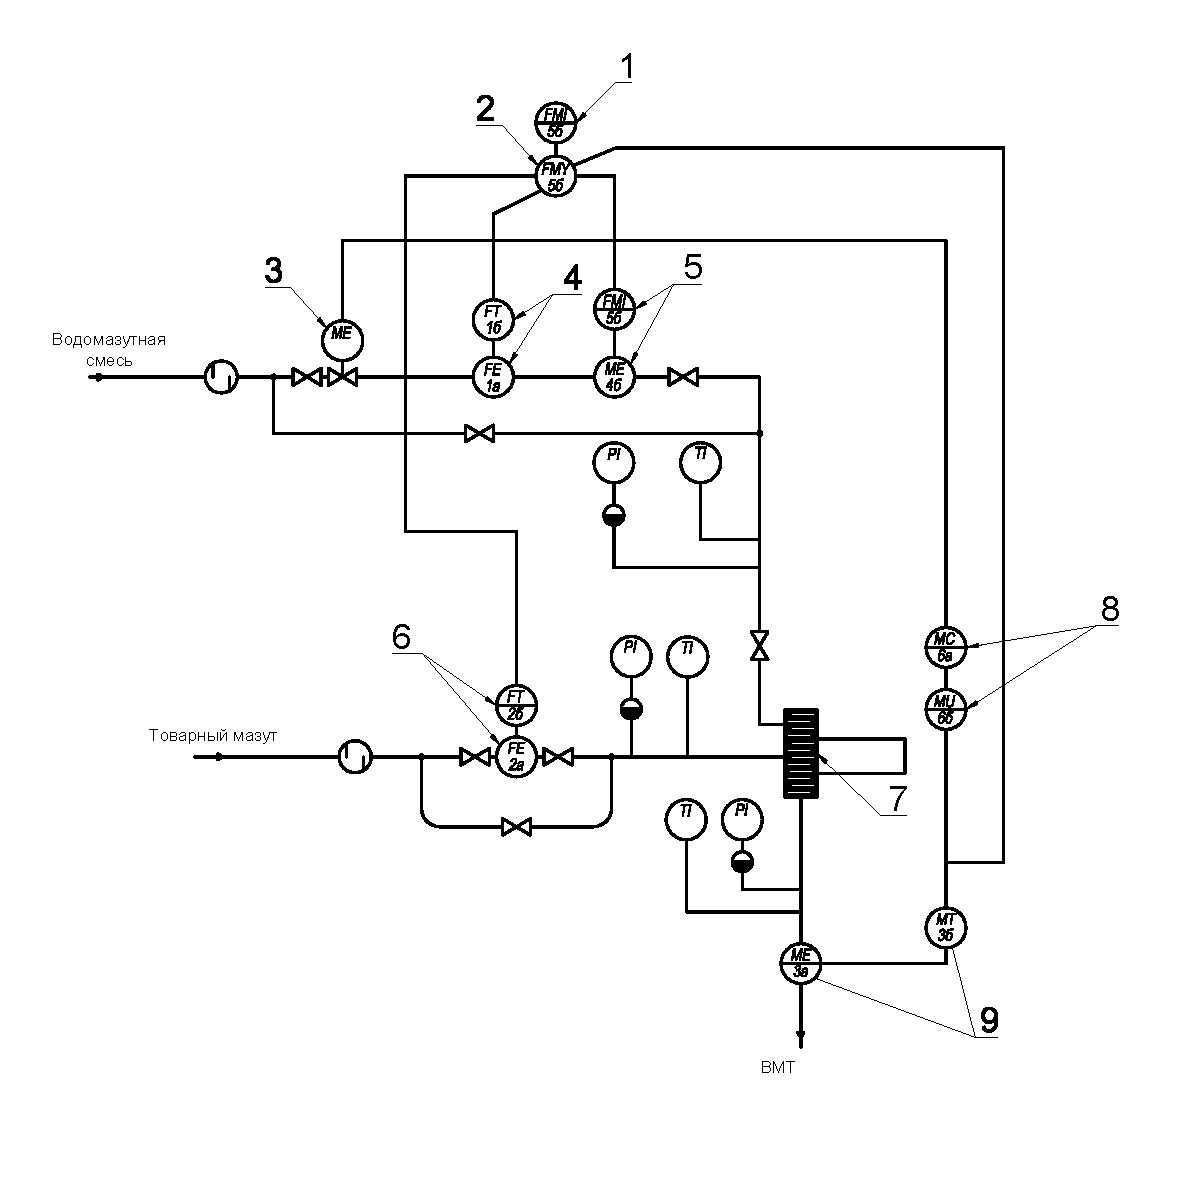 1
FMI
5б
2
FMY
5б
3
ME
4
FT
1б
FMI
5б
5
Водомазутная
смесь
FE
1а
ME
4б
PI
TI
6
PI
TI
8
MC
6а
MU
6б
FT
2б
Товарный мазут
FE
2а
7
TI
PI
MT
3б
ME
3а
9
ВМТ